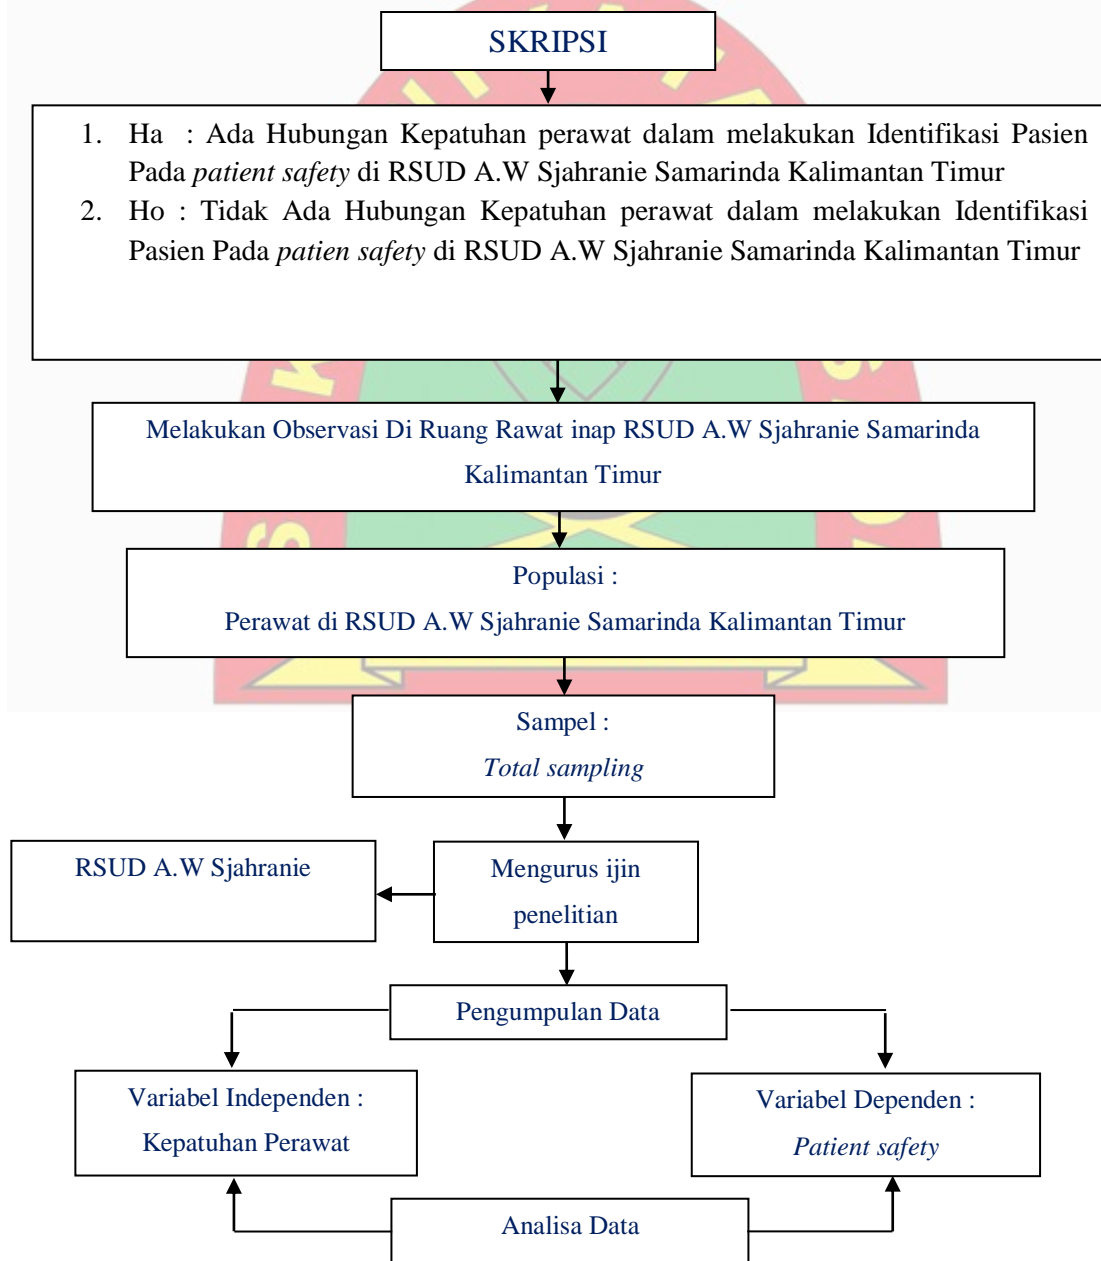 SKRIPSI
1. Ha : Ada Hubungan Kepatuhan perawat dalam melakukan Identifikasi Pasien
Pada patient safety di RSUD A.W Sjahranie Samarinda Kalimantan Timur
2. Ho : Tidak Ada Hubungan Kepatuhan perawat dalam melakukan Identifikasi
Pasien Pada patien safety di RSUD A.W Sjahranie Samarinda Kalimantan Timur
Melakukan Observasi Di Ruang Rawat inap RSUD A.W Sjahranie Samarinda
Kalimantan Timur
Populasi :
Perawat di RSUD A.W Sjahranie Samarinda Kalimantan Timur
Sampel :
Total sampling
RSUD A.W Sjahranie
Mengurus ijin
penelitian
Pengumpulan Data
Variabel Independen :
Kepatuhan Perawat
Variabel Dependen :
Patient safety
Analisa Data